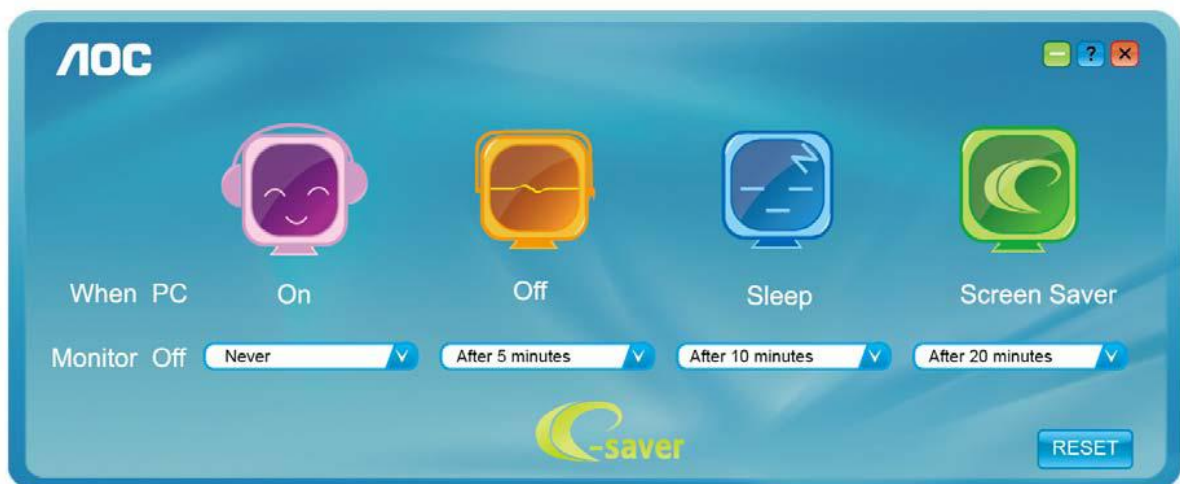 AOC
?
When PC On Off Sleep Screen Saver
Monitor Off Never After 5 minutes After 10 minutes After 20 minutes
e-saver
RESET